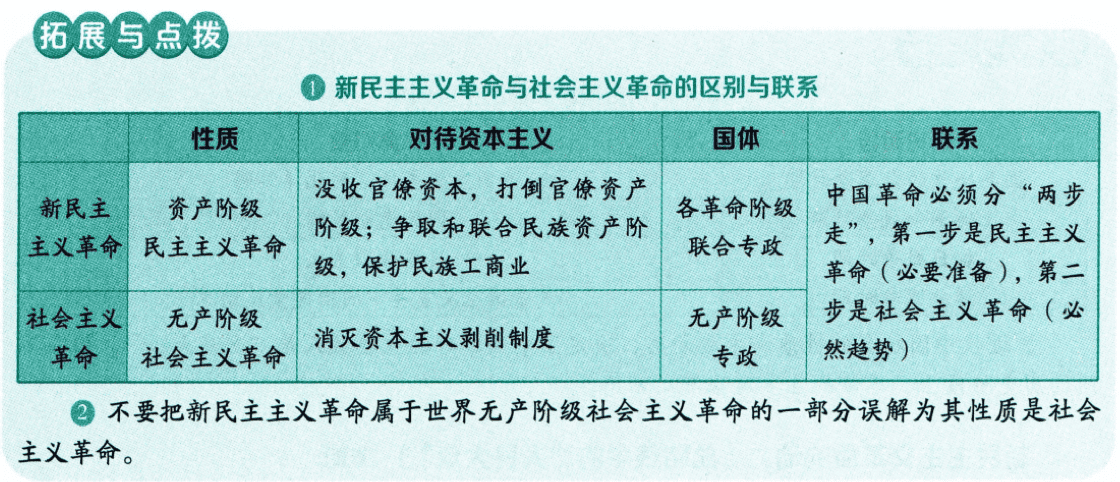 拓展与点拨
❶ 新民主主义革命与社会主义革命的区别与联系
性质 对待资本主义 国体 联系
新民主
主义革命
资产阶级
民主主义革命
没收官僚资本，打倒官僚资产
阶级；争取和联合民族资产阶
级，保护民族工商业
各革命阶级
联合专政
中国革命必须分“两步
走”，第一步是民主主义
革命（必要准备），第二
步是社会主义革命（必
然趋势）
社会主义
革命
无产阶级
社会主义革命
消灭资本主义剥削制度
无产阶级
专政
❷ 不要把新民主主义革命属于世界无产阶级社会主义革命的一部分误解为其性质是社会
主义革命。